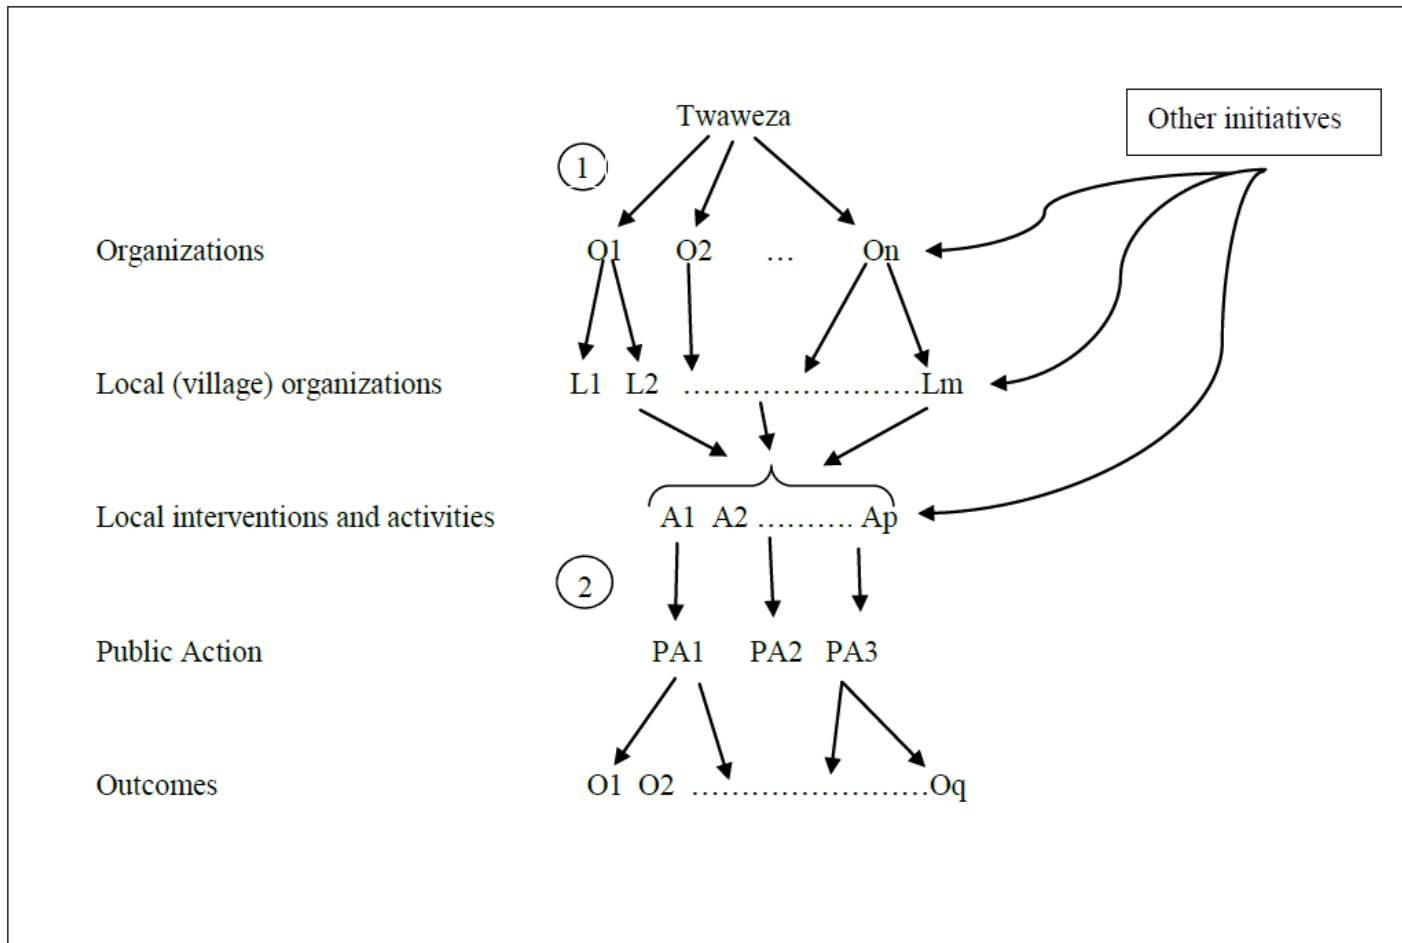 Twaweza
Other initiatives
1
Organizations O1 O2 ... On
Local (village) organizations L1 L2 ........................Lm
Local interventions and activities A1 A2 .......... Ap
2
Public Action PA1 PA2 PA3
Outcomes O1 O2 ........................Oq